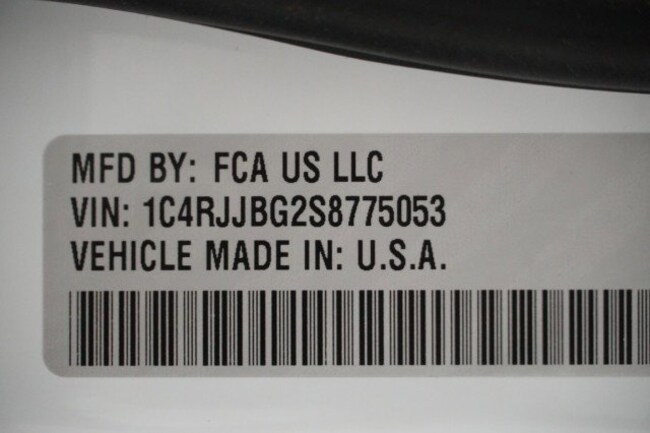 MFD BY: FCA US LLC
VIN: 1C4RJJBG2S8775053
VEHICLE MADE IN: U.S.A.